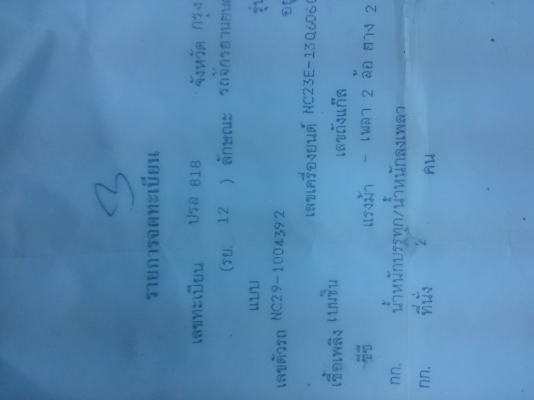 3
รายการจดทะเบียน
เลขทะเบียน ปรล 818 จังหวัด กรุง
(รย. 12 ) ลักษณะ รถจักรยานยนต์
แบบ รุ่น
เลขตัวรถ NC29-1004392 อยู่
เลขเครื่องยนต์ NC23E-1306060
เชื้อเพลิง เบนซิน เลขถังแก๊ส
ซีซี แรงม้า - เพลา 2 ล้อ ยาง 2
กก. น้ำหนักบรรทุก/น้ำหนักลงเพลา
กก. ที่นั่ง 2 คน